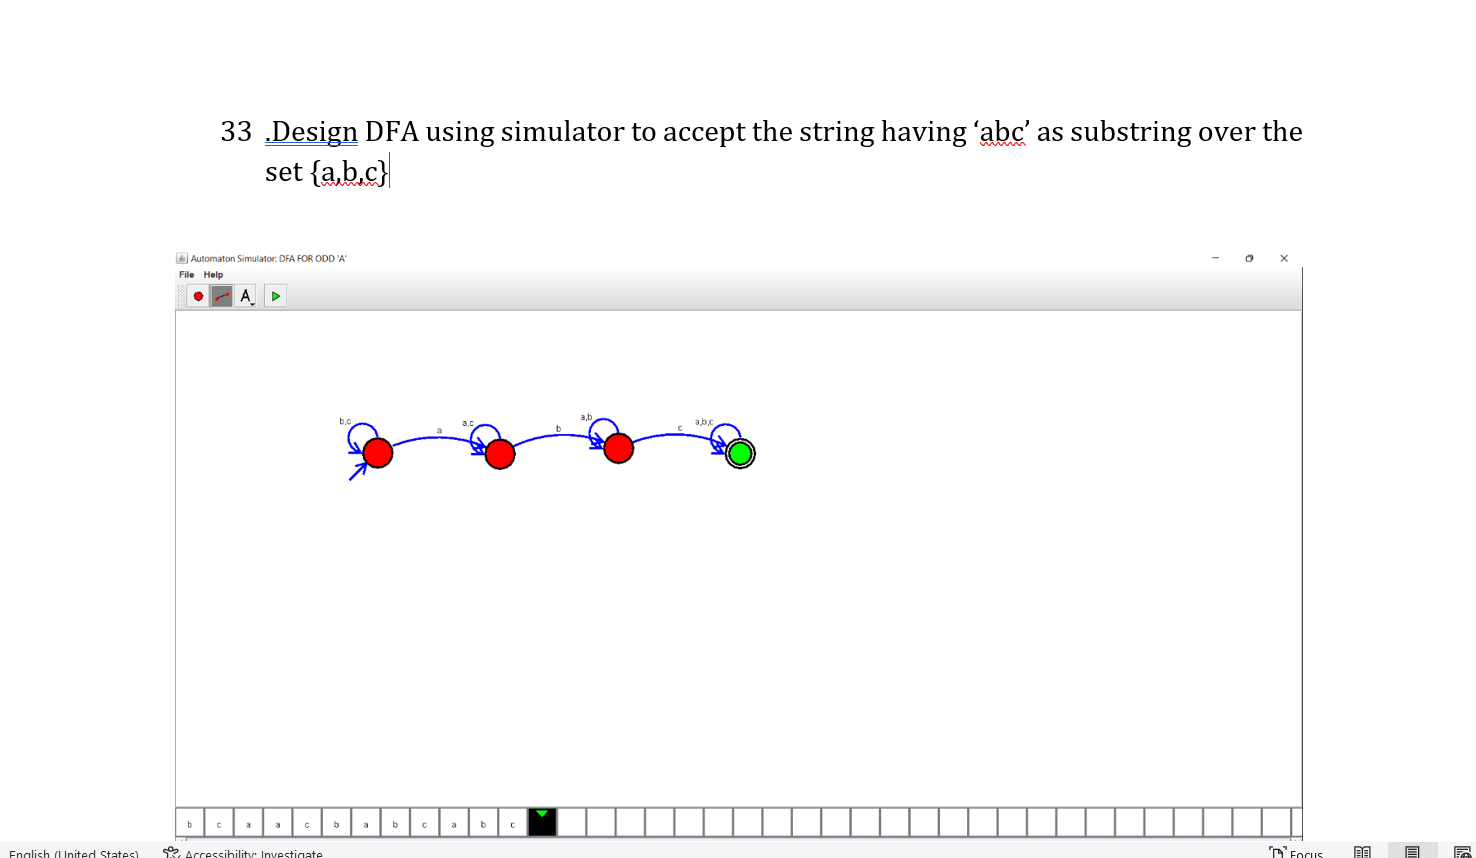 33 .Design DFA using simulator to accept the string having ‘abc’ as substring over the
set {a,b,c}
Automaton Simulator: DFA FOR ODD 'A'
File Help
A
b,c
a
a,c
b
a,b
c
a,b,c
b c a a c b a b c a b c
English (United States) Accessibility: Investigate Focus